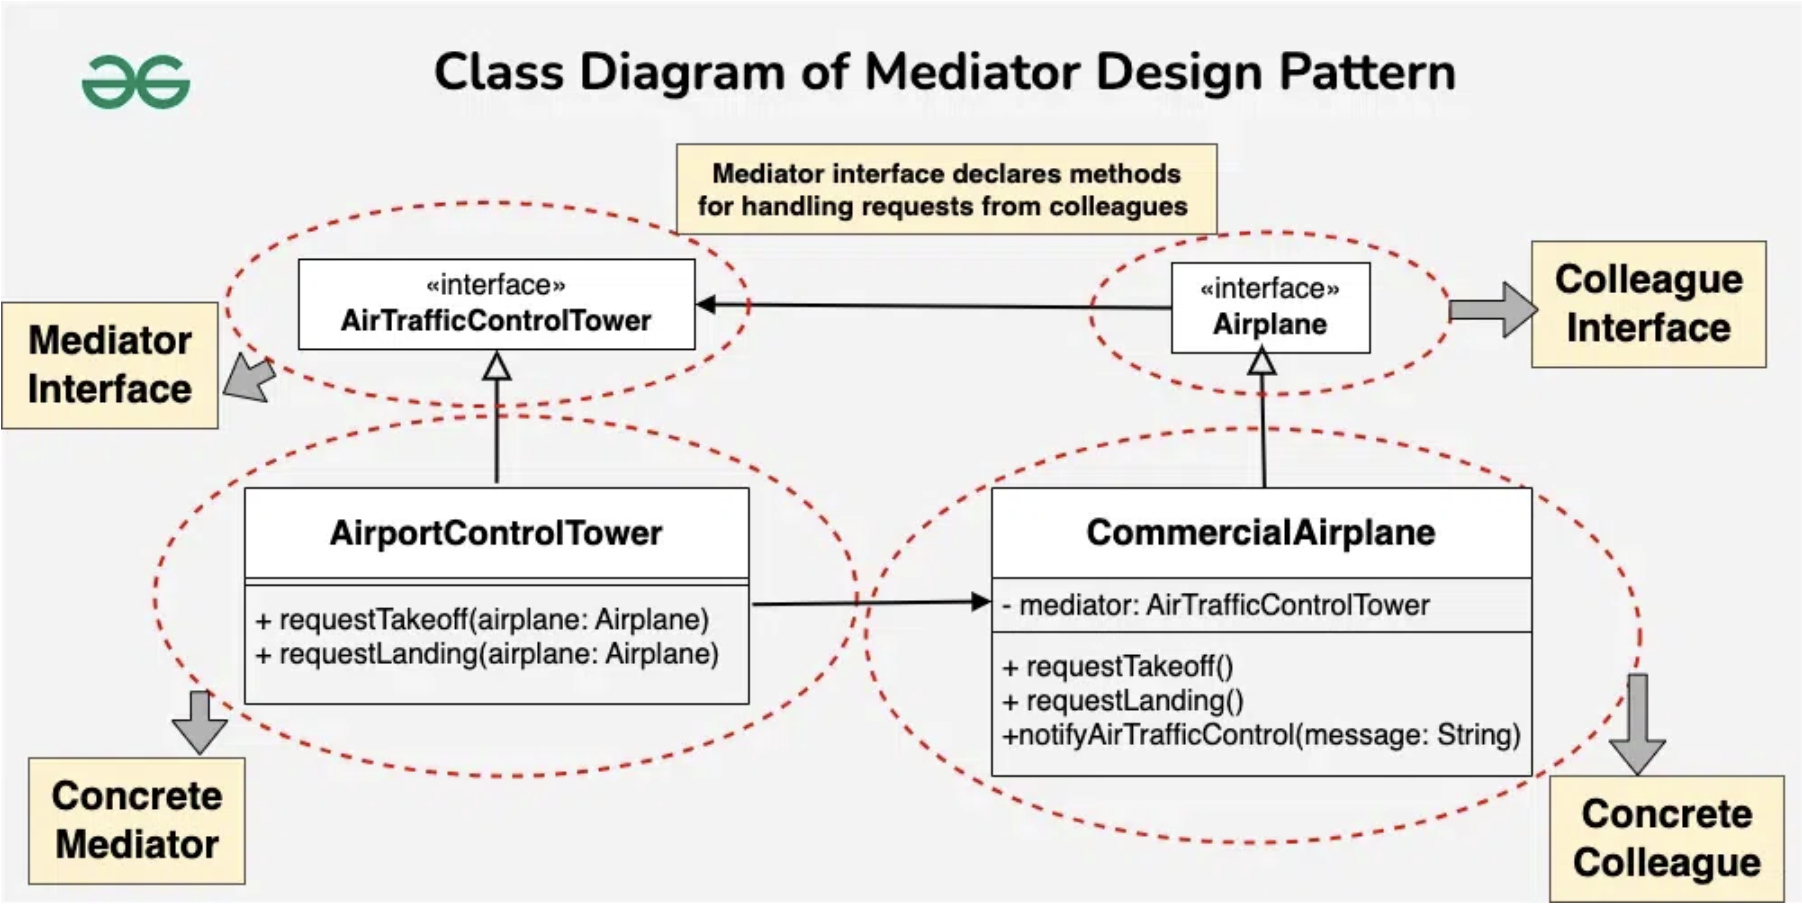 Class Diagram of Mediator Design Pattern
Mediator interface declares methods
for handling requests from colleagues
«interface»
AirTrafficControlTower
«interface»
Airplane
Colleague
Interface
Mediator
Interface
AirportControlTower
+ requestTakeoff(airplane: Airplane)
+ requestLanding(airplane: Airplane)
CommercialAirplane
- mediator: AirTrafficControlTower
+ requestTakeoff()
+ requestLanding()
+notifyAirTrafficControl(message: String)
Concrete
Mediator
Concrete
Colleague